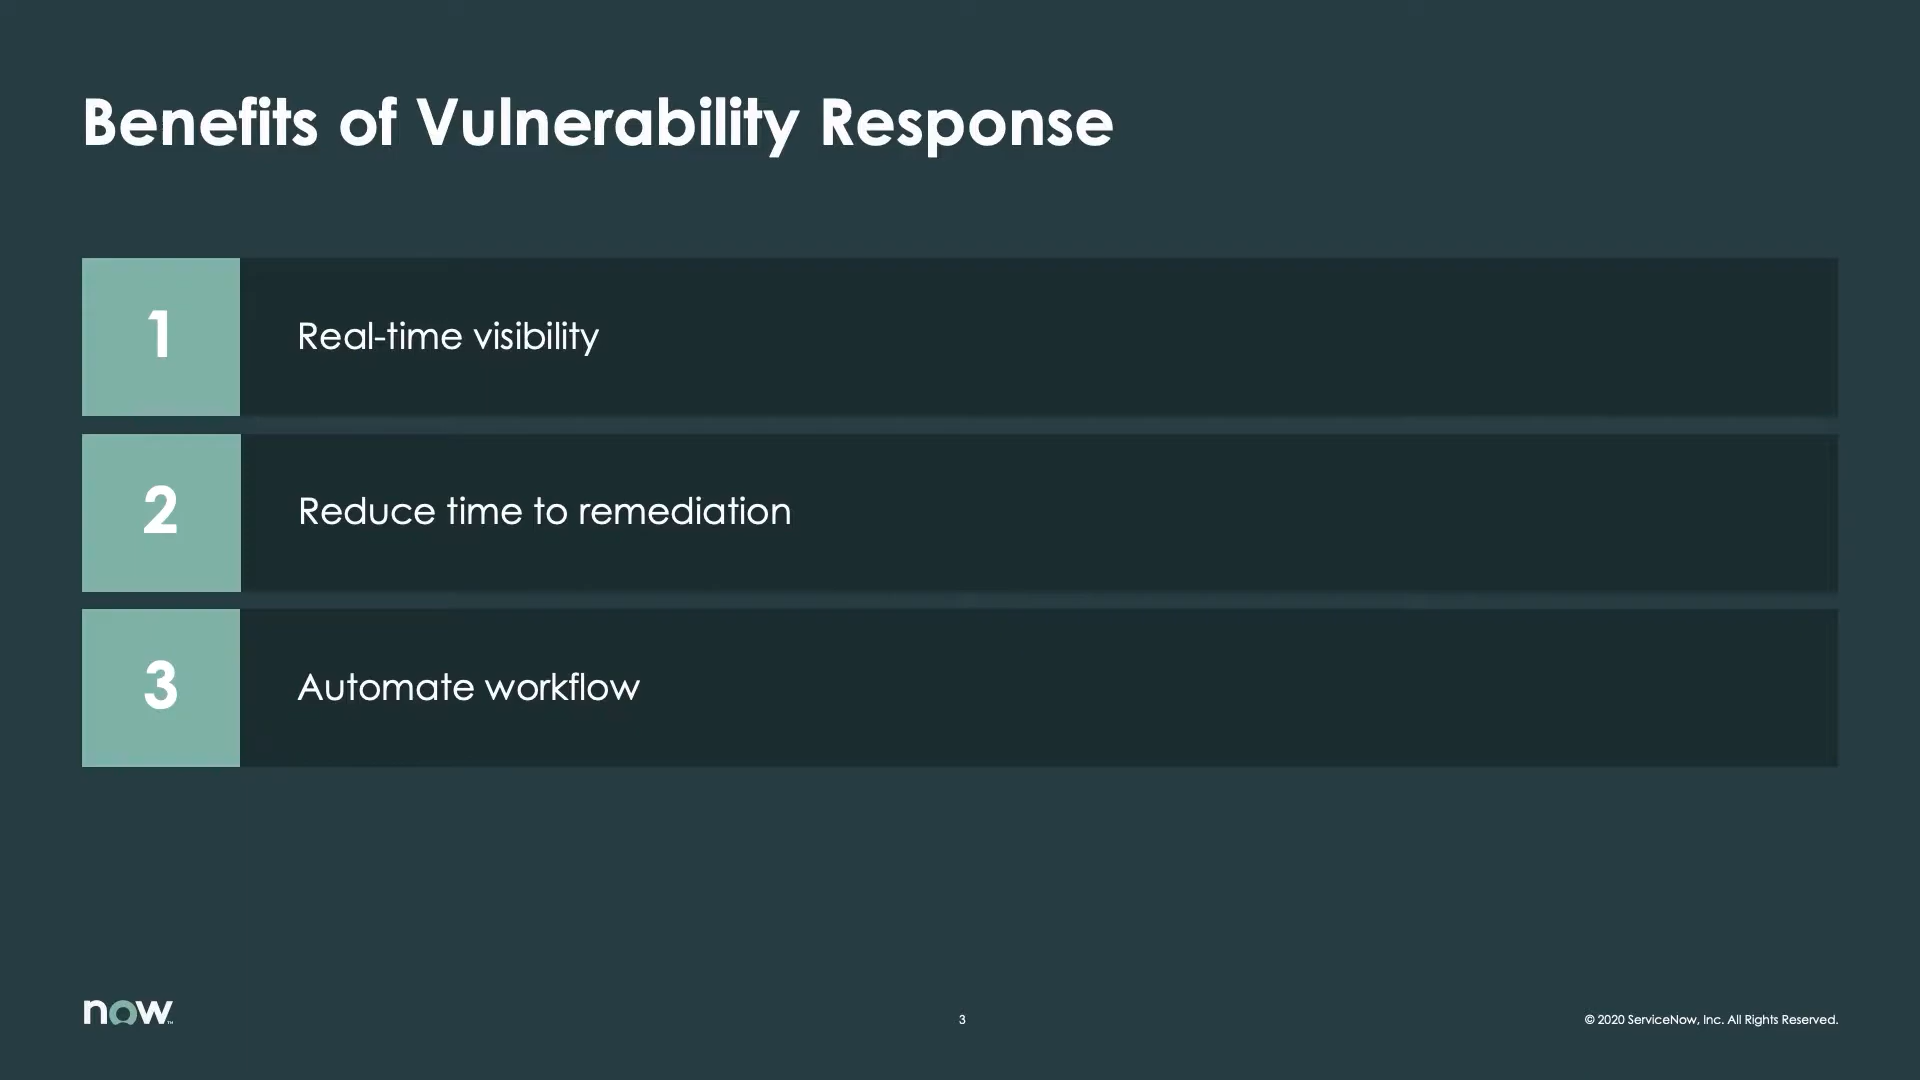 Benefits of Vulnerability Response
1
Real-time visibility
2
Reduce time to remediation
3
Automate workflow
now™
3
© 2020 ServiceNow, Inc. All Rights Reserved.